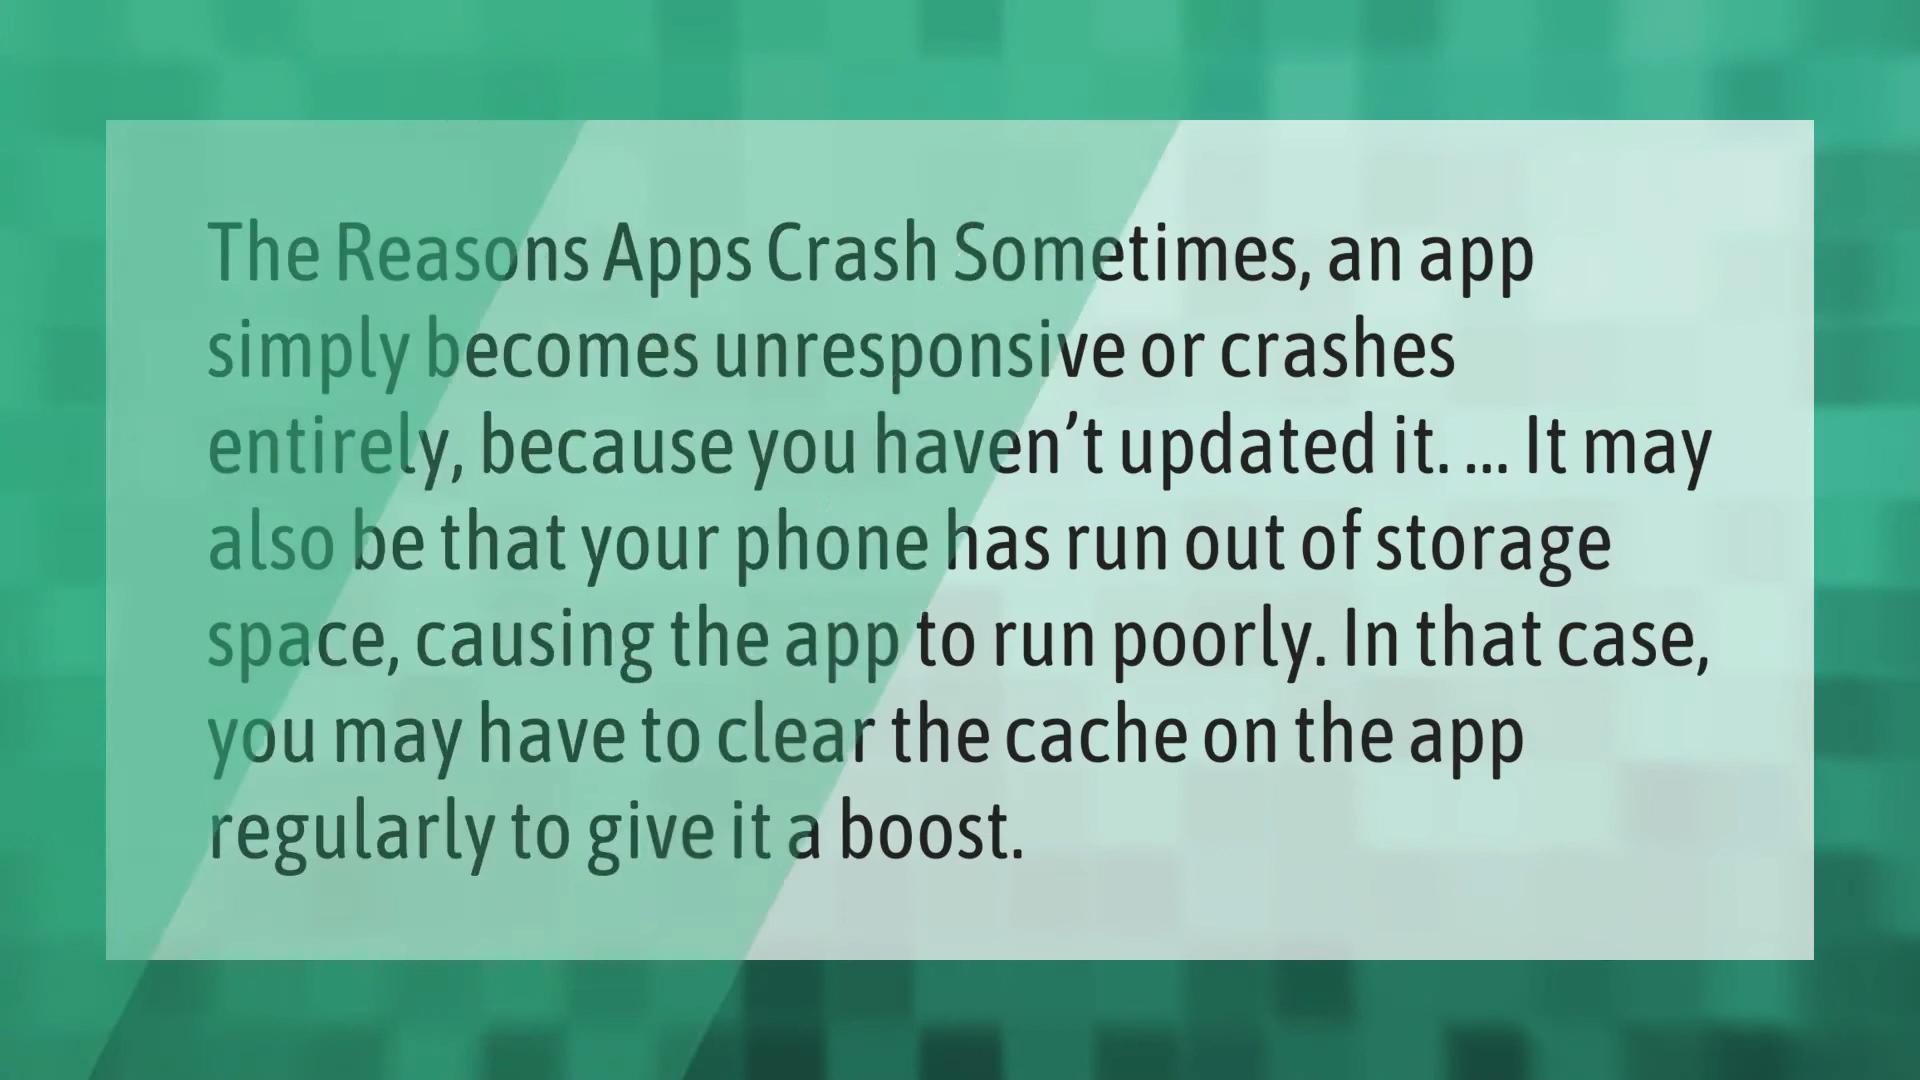 The Reasons Apps Crash Sometimes, an app
simply becomes unresponsive or crashes
entirely, because you haven’t updated it. ... It may
also be that your phone has run out of storage
space, causing the app to run poorly. In that case,
you may have to clear the cache on the app
regularly to give it a boost.